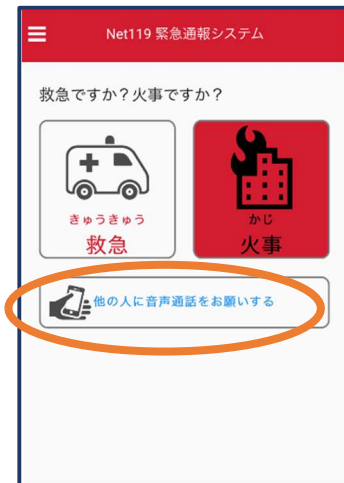 Net119 緊急通報システム
救急ですか？火事ですか？
きゅうきゅう
救急
かじ
火事
他の人に音声通話をお願いする